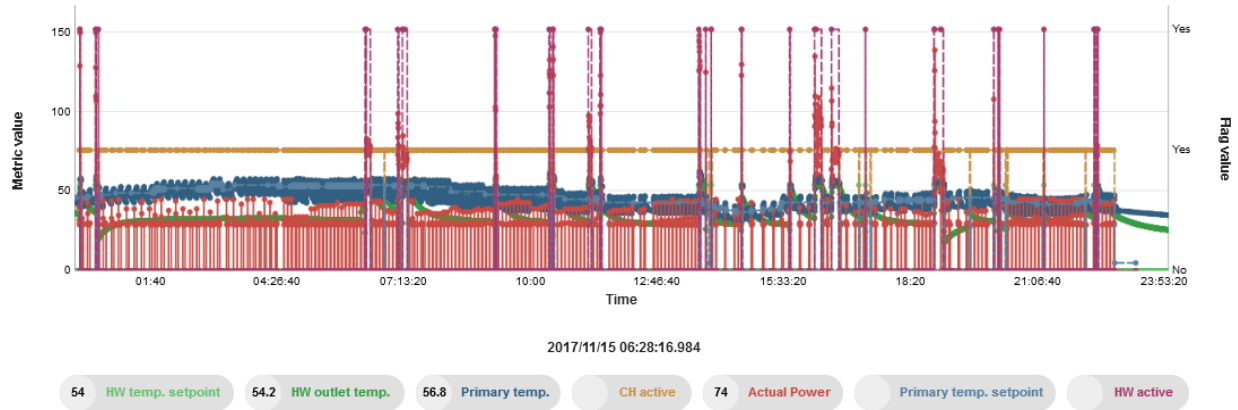 150
100
50
0
Metric value
Yes
Yes
No
Flag value
01:40
04:26:40
07:13:20
10:00
12:46:40
15:33:20
18:20
21:06:40
23:53:20
Time
2017/11/15 06:28:16.984
54 HW temp. setpoint
54.2 HW outlet temp.
56.8 Primary temp.
CH active
74 Actual Power
Primary temp. setpoint
HW active